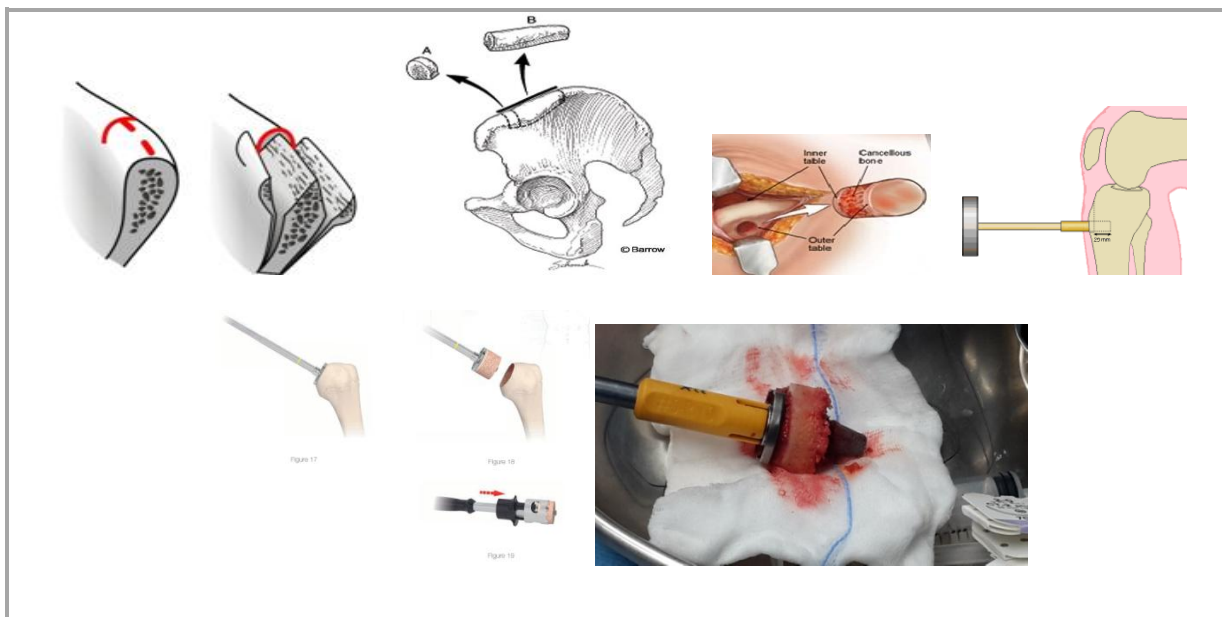 B
A
© Barrow
Inner
table
Cancellous
bone
Outer
table
25 mm
Figure 17
Figure 18
Figure 19